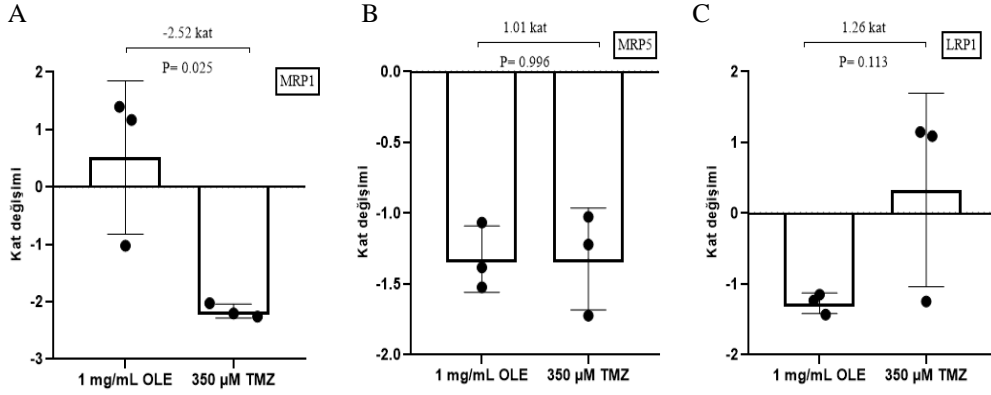 A
-2.52 kat
P= 0.025
MRP1
2
1
0
-1
-2
-3
Kat değişimi
1 mg/mL OLE
350 µM TMZ
B
1.01 kat
MRP5
P= 0.996
0.0
-0.5
-1.0
-1.5
-2.0
Kat değişimi
1 mg/mL OLE
350 µM TMZ
C
1.26 kat
LRP1
P= 0.113
2
1
0
-1
-2
Kat değişimi
1 mg/mL OLE
350 µM TMZ